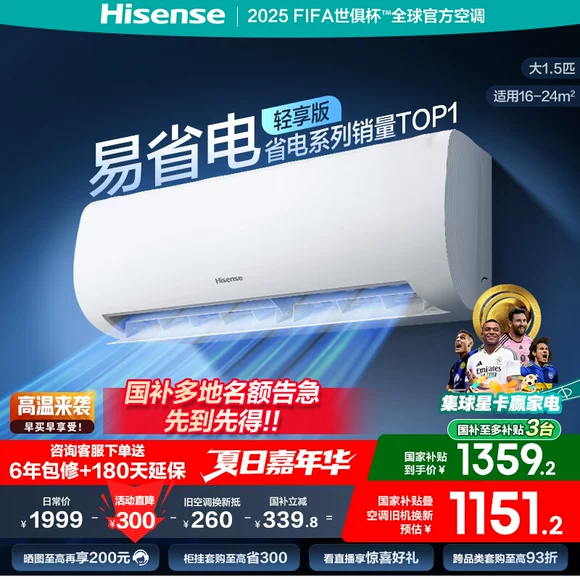 Hisense | 2025 FIFA世俱杯™全球官方空调
大1.5匹
适用16-24m²
易省电 轻享版
省电系列销量TOP1
Hisense
高温来袭
早买早享受!
国补多地名额告急
先到先得!!
集球星卡赢家电
国补至多补贴3台
咨询客服下单送
6年包修+180天延保
夏日嘉年华
国家补贴
到手价 ¥1359.2
日常价
¥1999
-
活动直降
¥300
-
旧空调换新抵
¥260
-
国补立减
¥339.8
=
国家补贴叠
空调旧机换新
预估¥1151.2
晒图至高再享200元
柜挂套购至高省300
看直播享惊喜好礼
跨品类套购至高93折